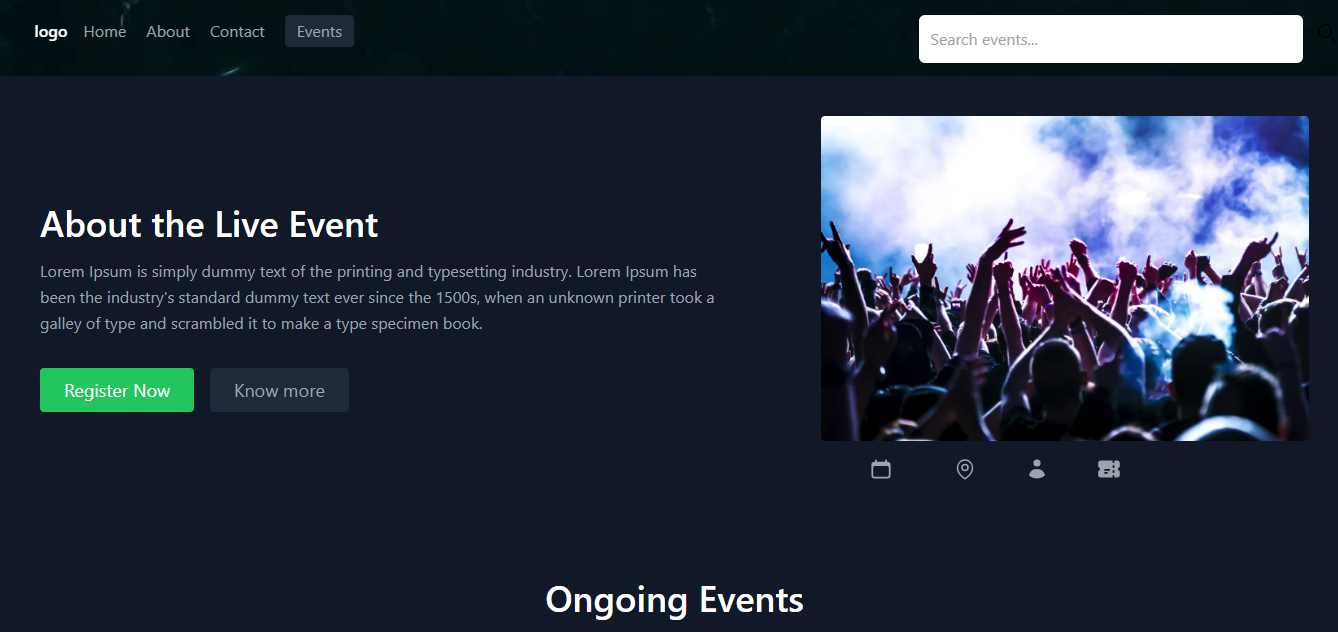 logo Home About Contact Events Search events...
About the Live Event
Lorem Ipsum is simply dummy text of the printing and typesetting industry. Lorem Ipsum has
been the industry's standard dummy text ever since the 1500s, when an unknown printer took a
galley of type and scrambled it to make a type specimen book.
Register Now Know more
Ongoing Events